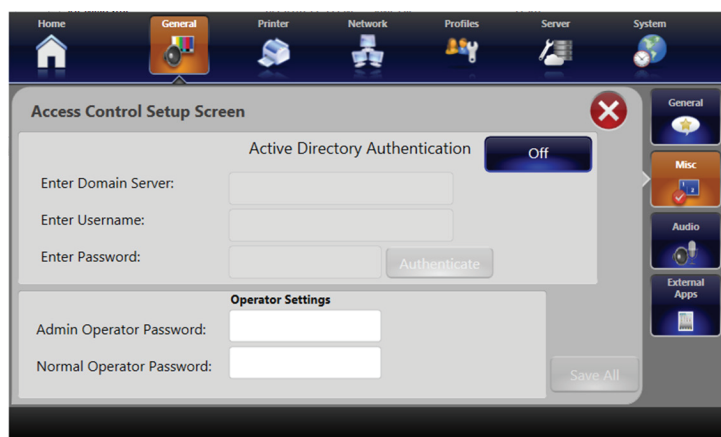 Home General Printer Network Profiles Server System
Access Control Setup Screen
General
Active Directory Authentication Off
Misc
Enter Domain Server:
Enter Username:
Audio
Enter Password: Authenticate
External
Apps
Operator Settings
Admin Operator Password:
Normal Operator Password:
Save All